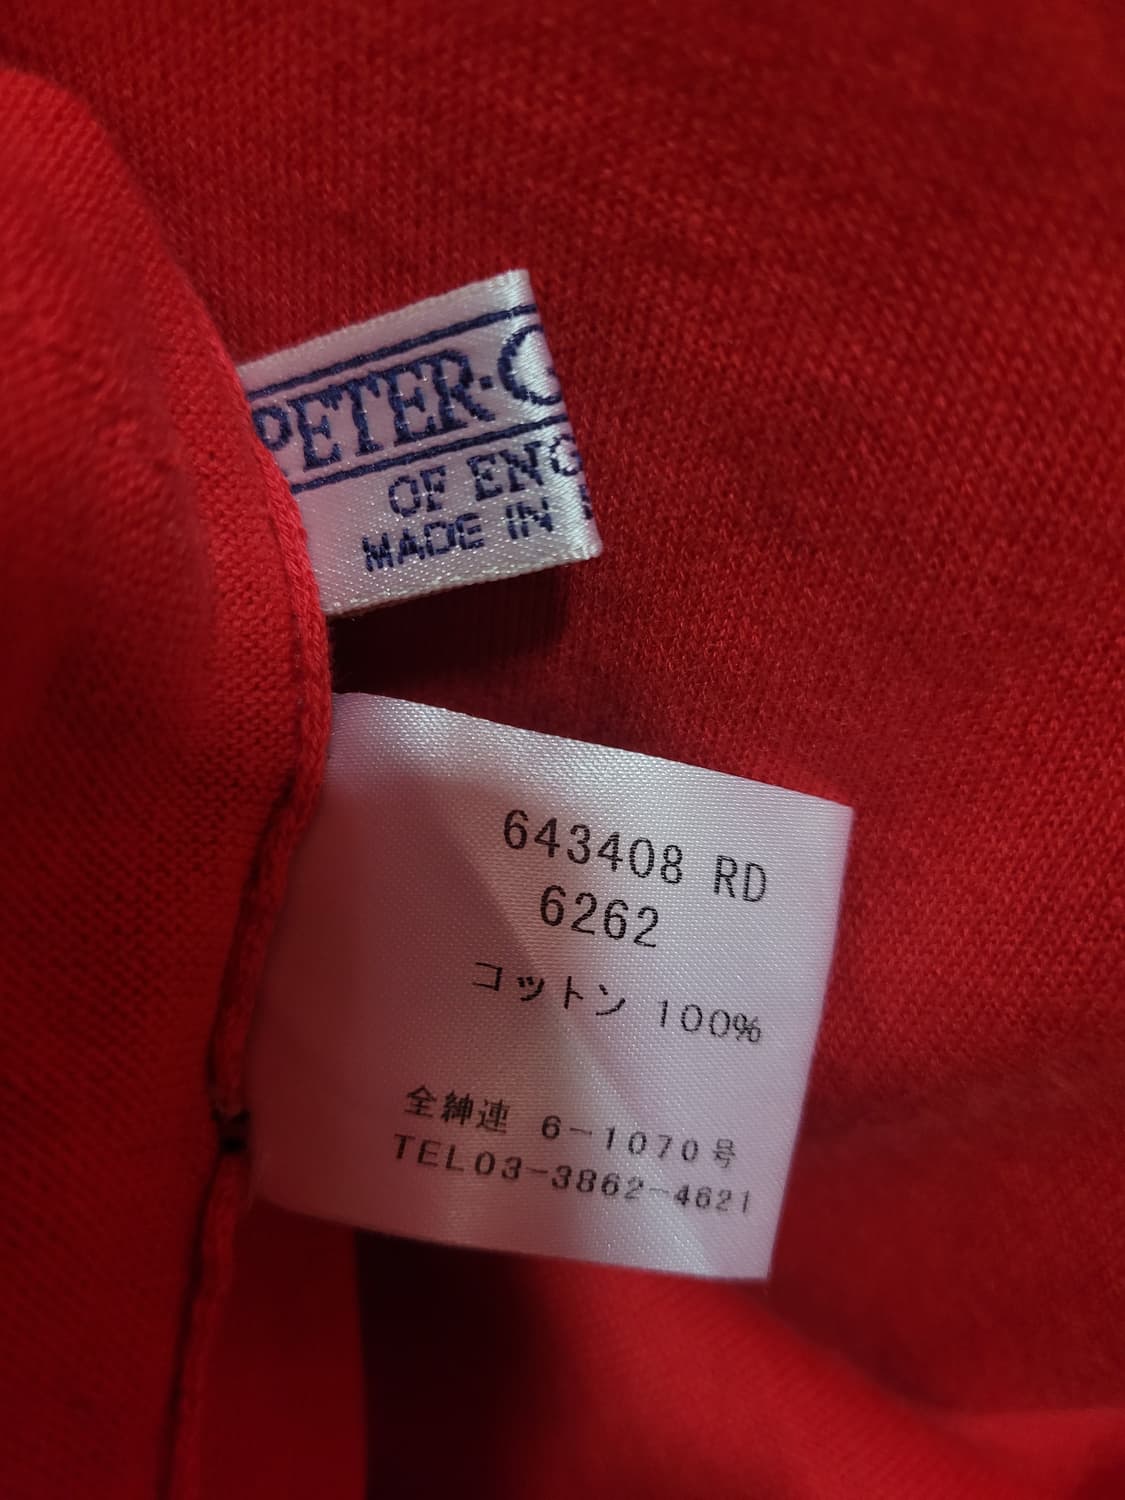 PETER·G
OF ENG
MADE IN
643408 RD
6262
コットン 100%
全紳連 6-1070号
TEL03-3862-4621